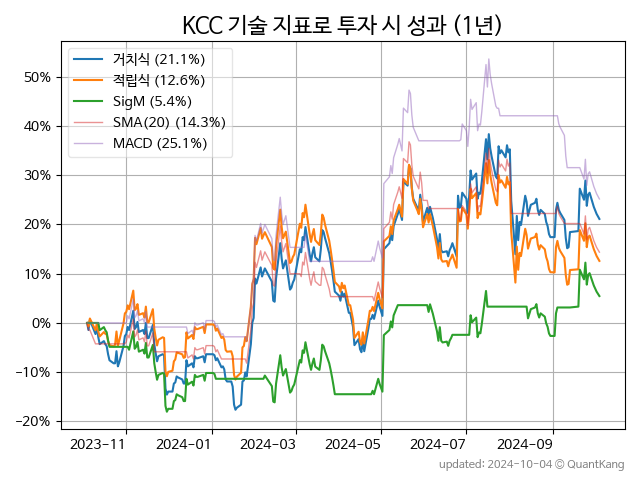 KCC 기술 지표로 투자 시 성과 (1년)
거치식 (21.1%)
적립식 (12.6%)
SigM (5.4%)
SMA(20) (14.3%)
MACD (25.1%)
50%
40%
30%
20%
10%
0%
−10%
−20%
2023-11 2024-01 2024-03 2024-05 2024-07 2024-09
updated: 2024-10-04 © QuantKang